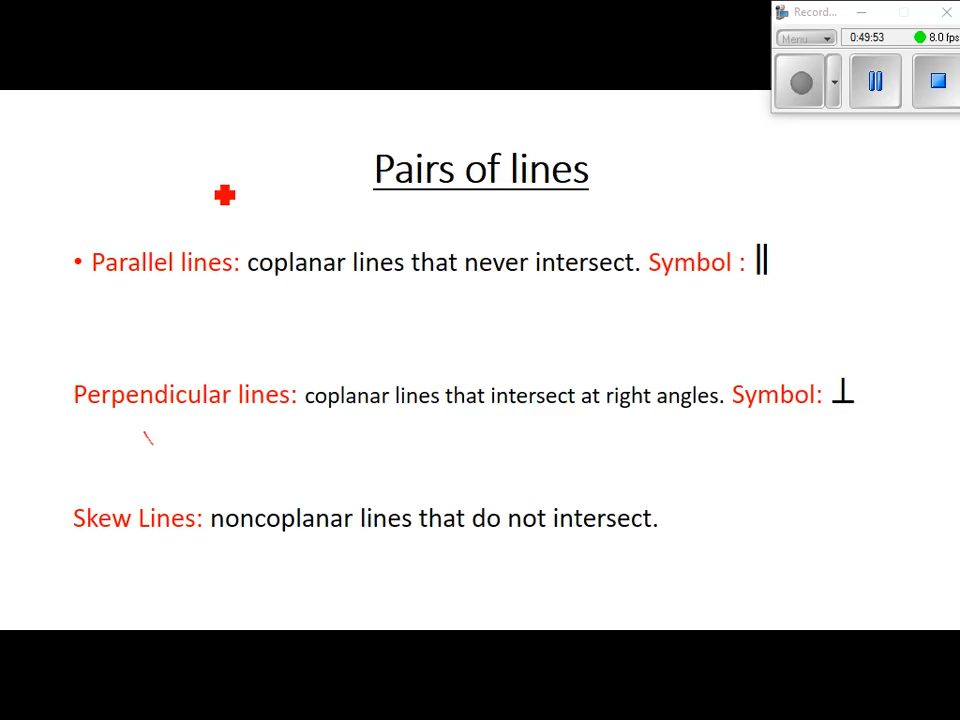 Record...
Menu
0:49:53
8.0 fps
Pairs of lines
• Parallel lines: coplanar lines that never intersect. Symbol : ∥
Perpendicular lines: coplanar lines that intersect at right angles. Symbol: ⊥
Skew Lines: noncoplanar lines that do not intersect.